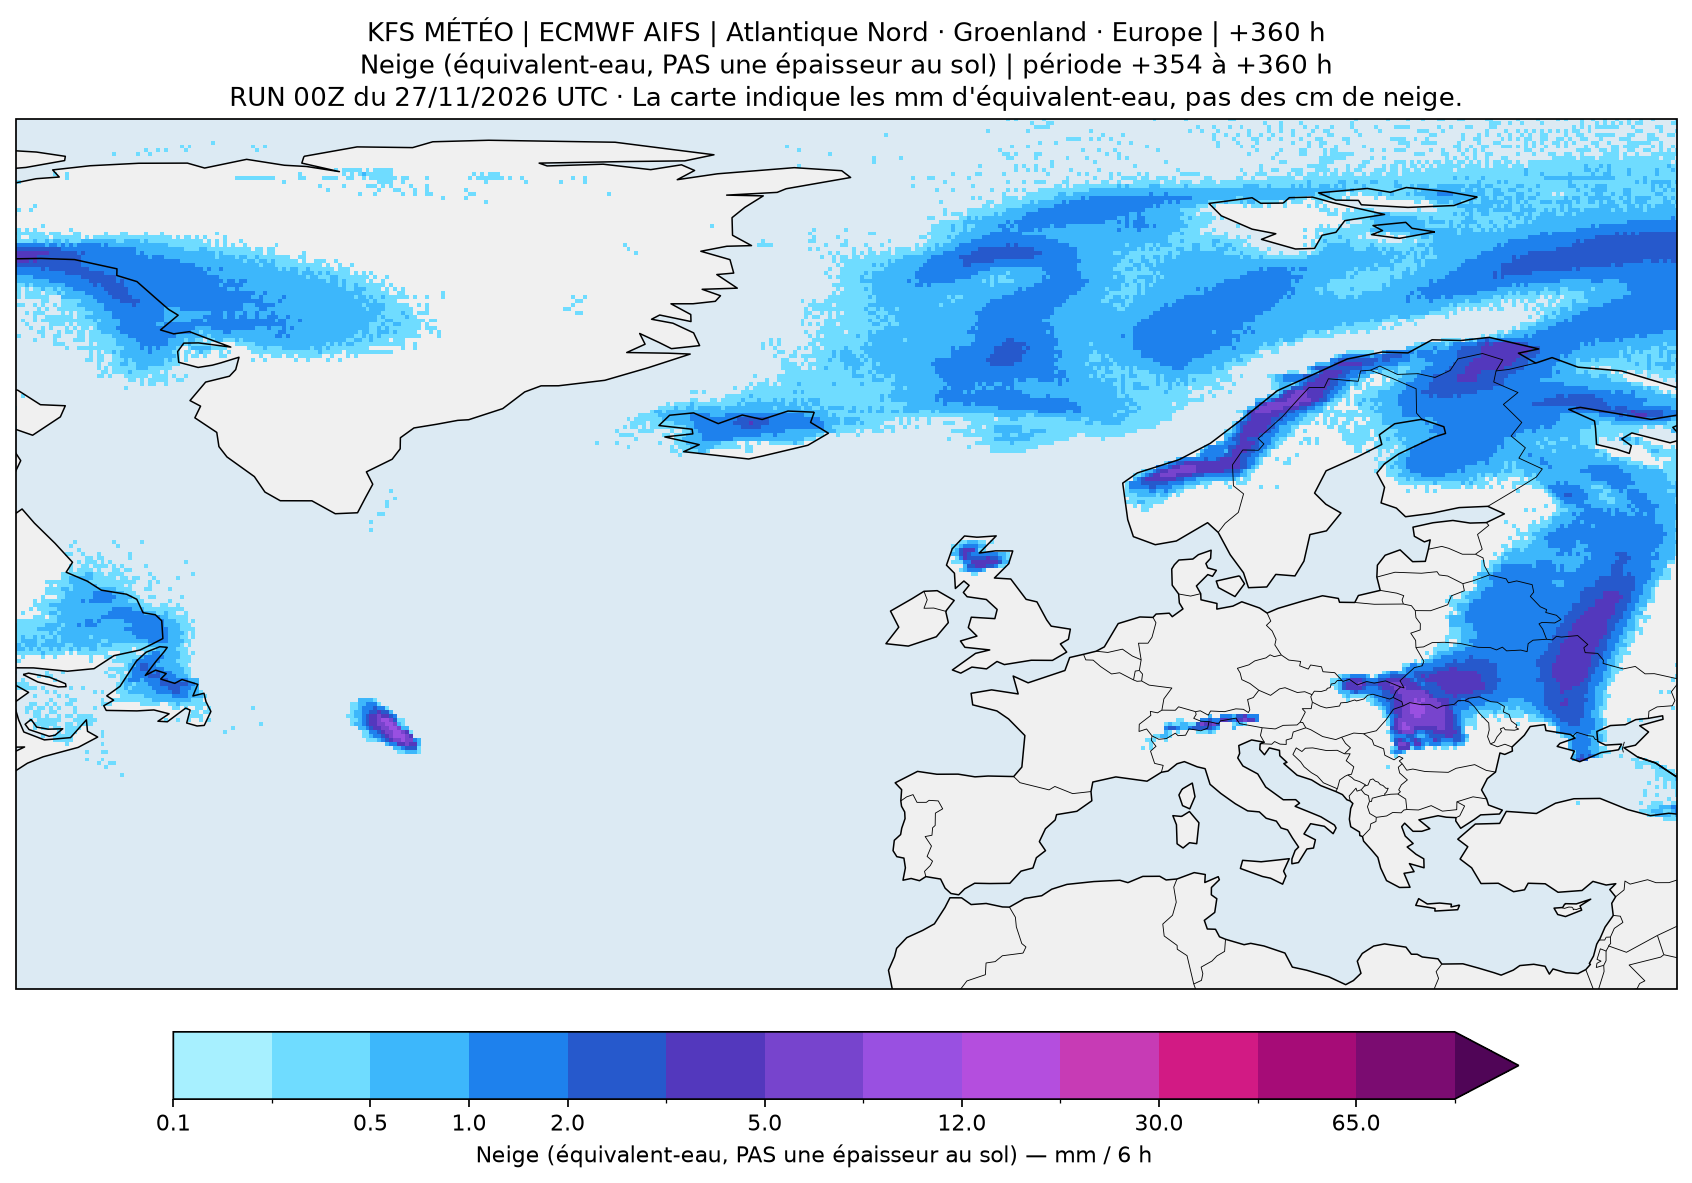 KFS MÉTÉO | ECMWF AIFS | Atlantique Nord · Groenland · Europe | +360 h
Neige (équivalent-eau, PAS une épaisseur au sol) | période +354 à +360 h
RUN 00Z du 27/11/2026 UTC · La carte indique les mm d'équivalent-eau, pas des cm de neige.
0.1 0.5 1.0 2.0 5.0 12.0 30.0 65.0
Neige (équivalent-eau, PAS une épaisseur au sol) — mm / 6 h